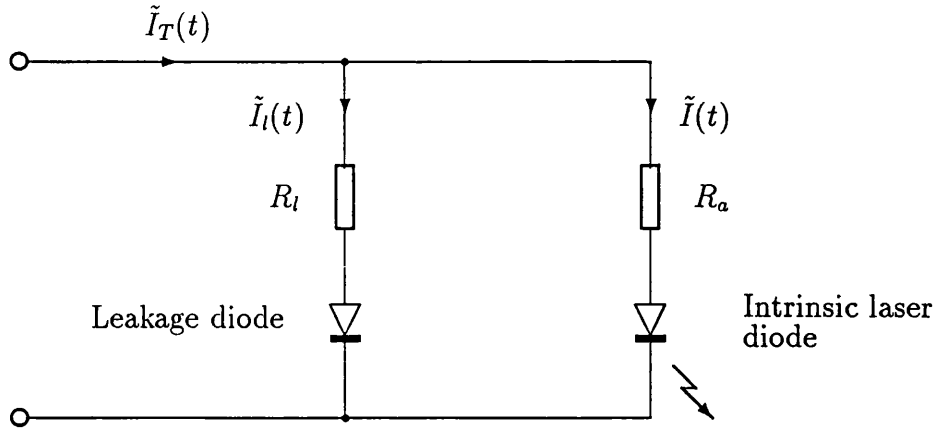 Ĩ_T(t)
Ĩ_l(t)
Ĩ(t)
R_l
R_a
Leakage diode
Intrinsic laser
diode